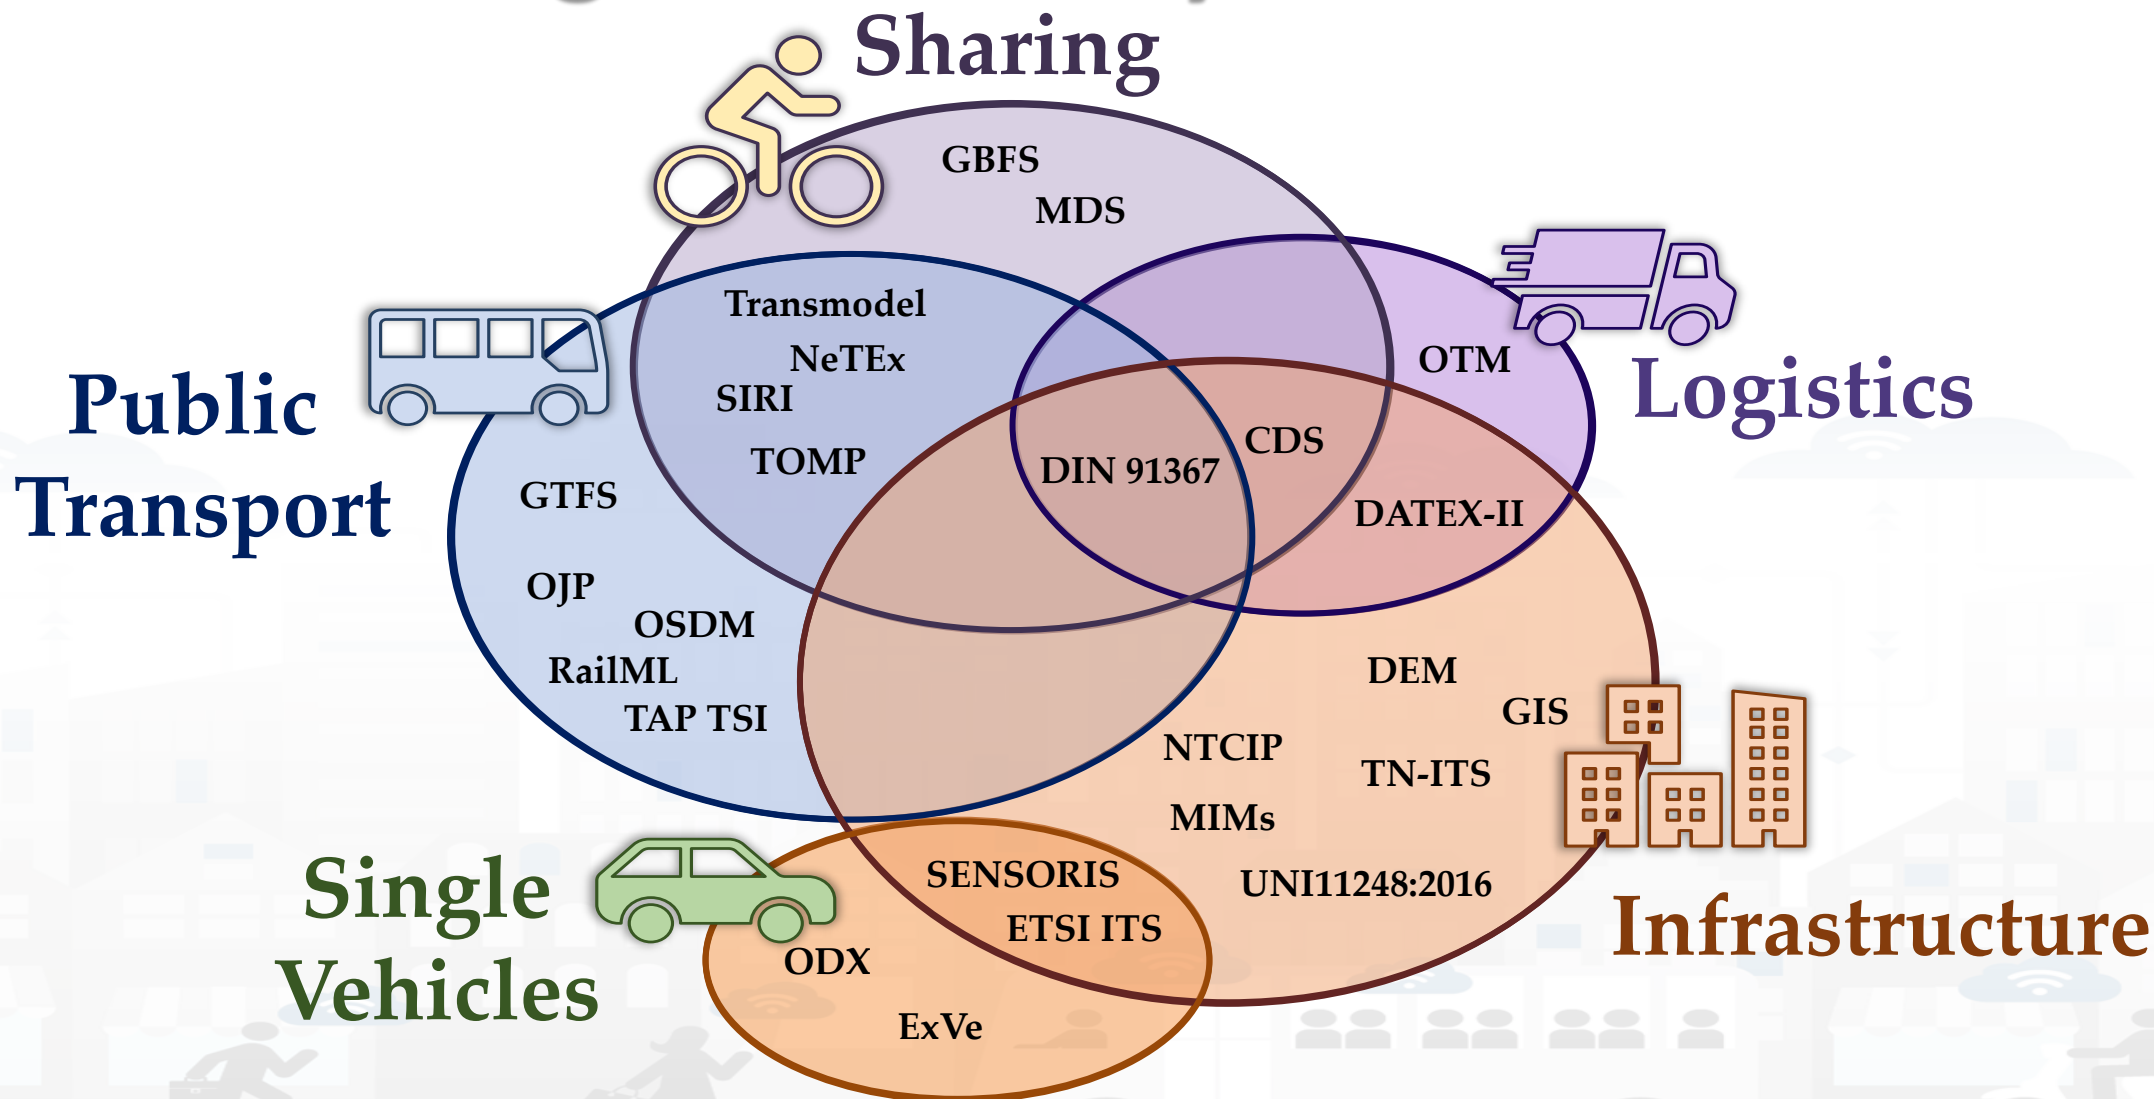 Sharing
GBFS
MDS
Transmodel
NeTEx
SIRI
TOMP
OTM
Logistics
Public
Transport
GTFS
CDS
DIN 91367
DATEX-II
OJP
OSDM
RailML
TAP TSI
DEM
GIS
NTCIP
TN-ITS
MIMs
UNI11248:2016
Infrastructure
Single
Vehicles
SENSORIS
ETSI ITS
ODX
ExVe